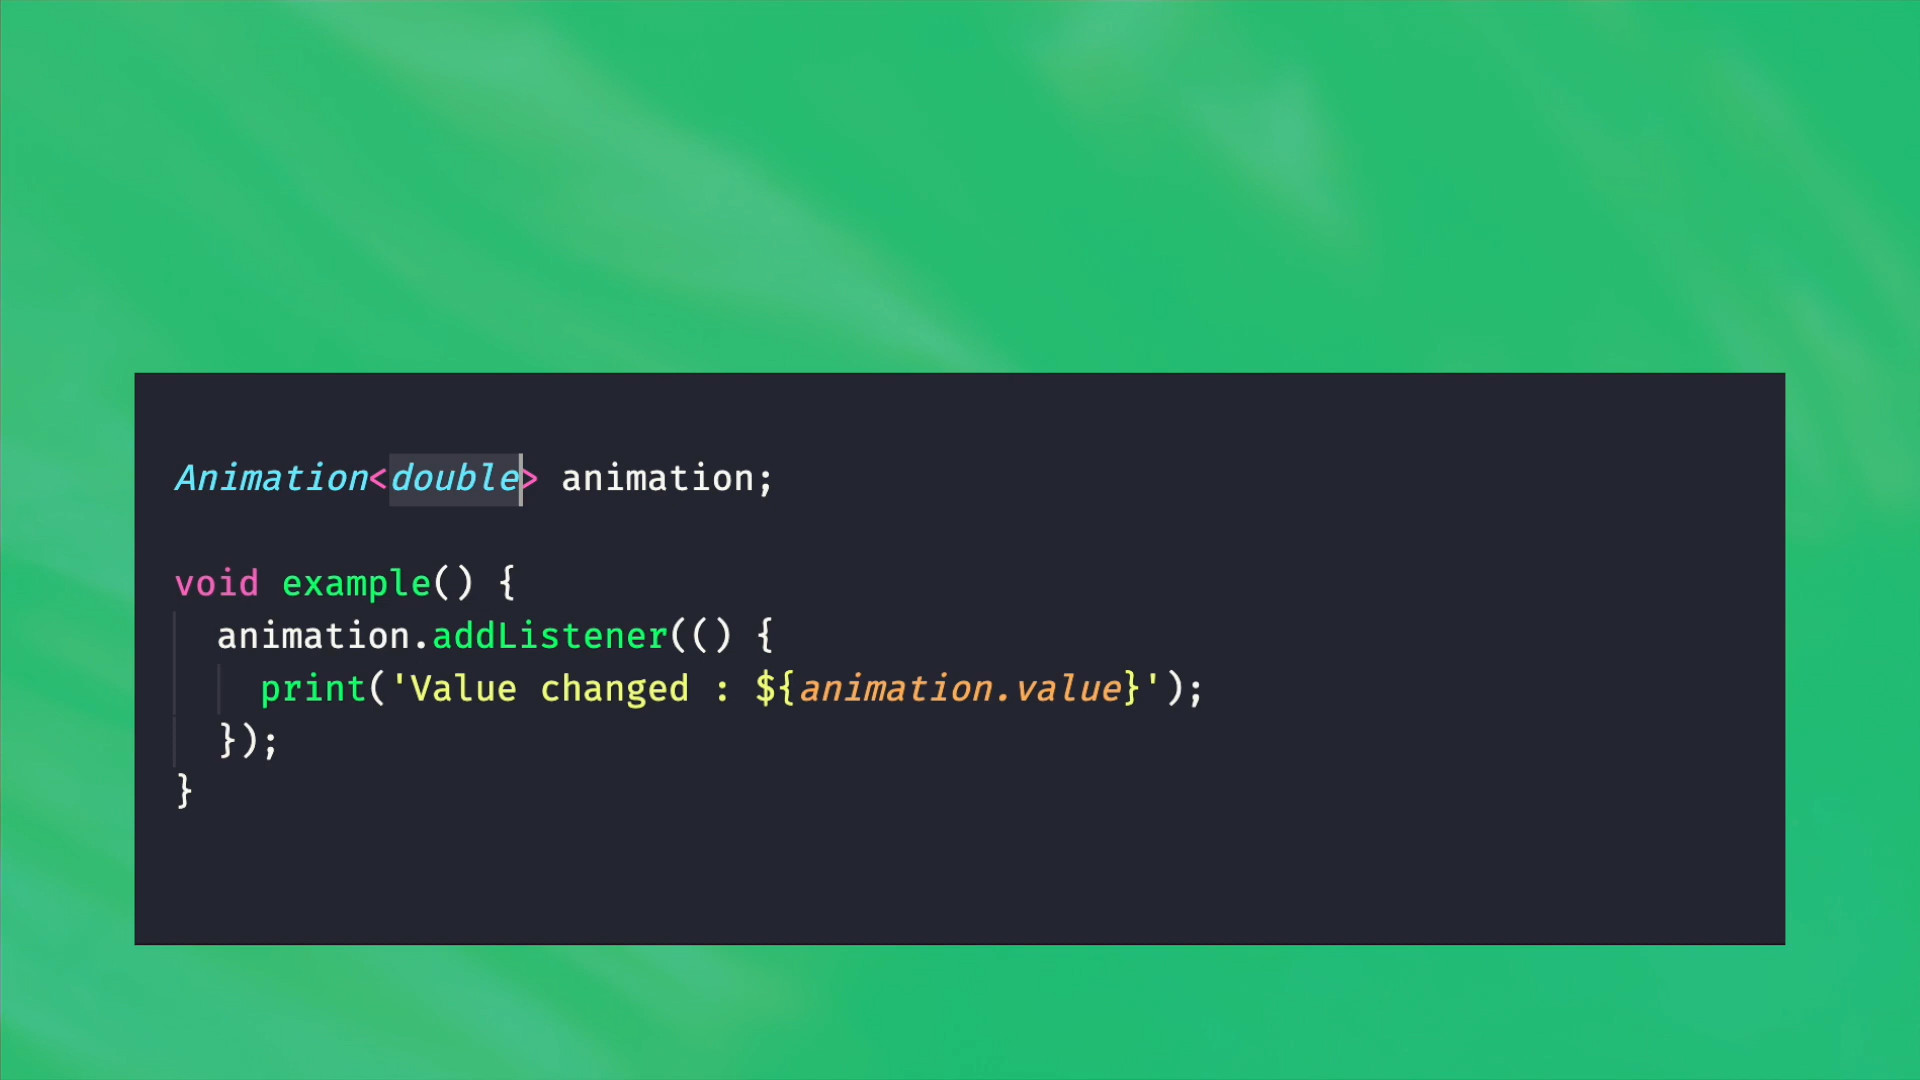 Animation<double> animation;
void example() {
animation.addListener(() {
print('Value changed : ${animation.value}');
});
}